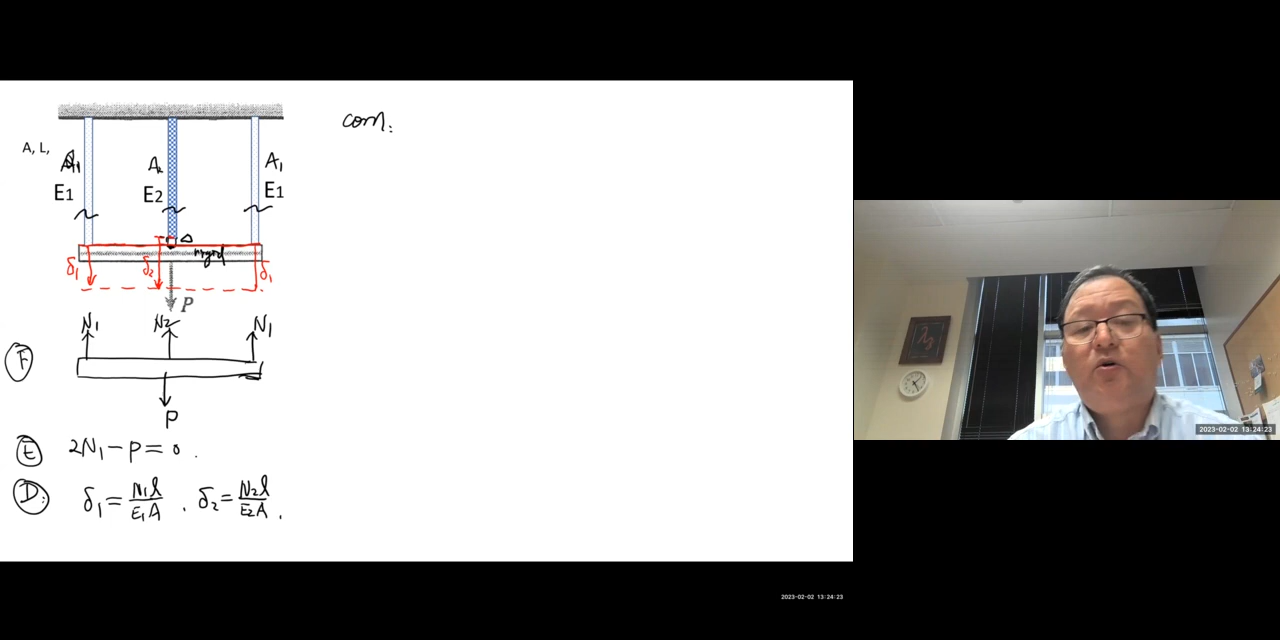 com:
A, L,
A1
A2
A1
E1
E2
E1
Δ
rigid
δ1
δ2
δ1
P
N1
N2
N1
F
P
E 2N1 - P = 0 .
D: δ1 = N1l/E1A . δ2 = N2l/E2A .
2023-02-02 13:24:23
2023-02-02 13:24:23